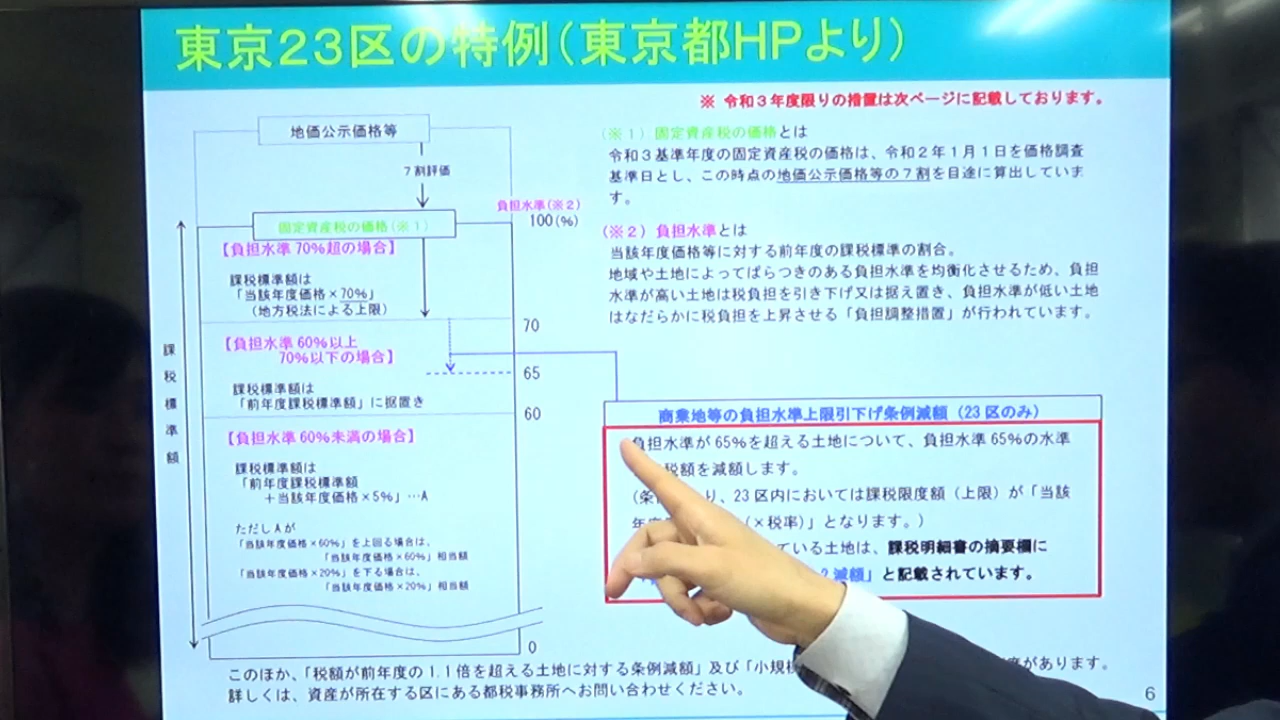 東京23区の特例(東京都HPより)
※ 令和3年度限りの措置は次ページに記載しております。
地価公示価格等
7割評価
負担水準(※2)
100(%)
固定資産税の価格(※1)
【負担水準70%超の場合】
課税標準額は
「当該年度価格×70%」
(地方税法による上限)
70
【負担水準60%以上
70%以下の場合】
65
課税標準額は
「前年度課税標準額」に据置き
60
【負担水準60%未満の場合】
課税標準額は
「前年度課税標準額
+当該年度価格×5%」…A
ただしAが
「当該年度価格×60%」を上回る場合は、
「当該年度価格×60%」相当額
「当該年度価格×20%」を下る場合は、
「当該年度価格×20%」相当額
0
課税標準額
(※1)固定資産税の価格とは
令和3基準年度の固定資産税の価格は、令和2年1月1日を価格調査
基準日とし、この時点の地価公示価格等の7割を目途に算出していま
す。
(※2)負担水準とは
当該年度価格等に対する前年度の課税標準の割合。
地域や土地によってばらつきのある負担水準を均衡化させるため、負担
水準が高い土地は税負担を引き下げ又は据え置き、負担水準が低い土地
はなだらかに税負担を上昇させる「負担調整措置」が行われています。
商業地等の負担水準上限引下げ条例減額(23区のみ)
負担水準が65%を超える土地について、負担水準65%の水準
税額を減額します。
(条 り、23区内においては課税限度額(上限)が「当該
年 (×税率)」となります。)
ている土地は、課税明細書の摘要欄に
2減額」と記載されています。
このほか、「税額が前年度の1.1倍を超える土地に対する条例減額」及び「小規 があります。
詳しくは、資産が所在する区にある都税事務所へお問い合わせください。
6